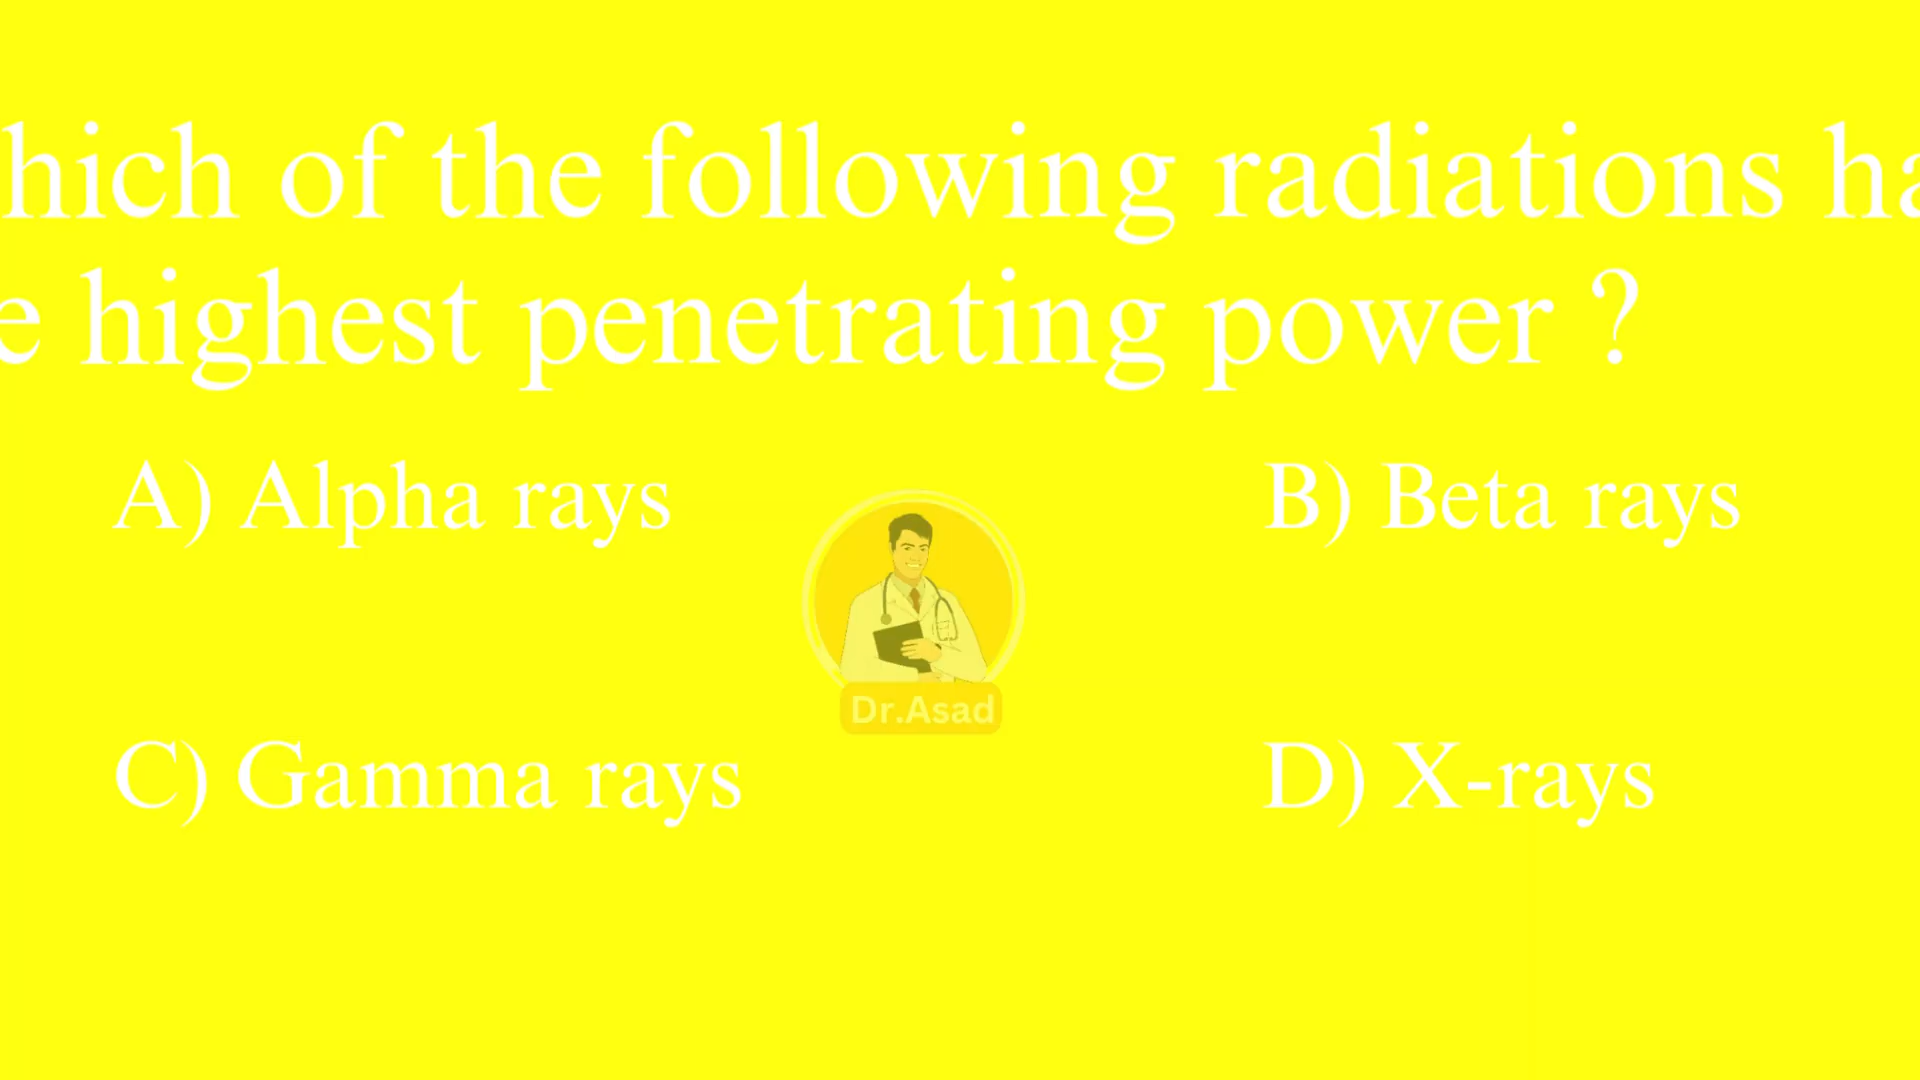 hich of the following radiations ha
e highest penetrating power ?
A) Alpha rays
B) Beta rays
Dr.Asad
C) Gamma rays
D) X-rays